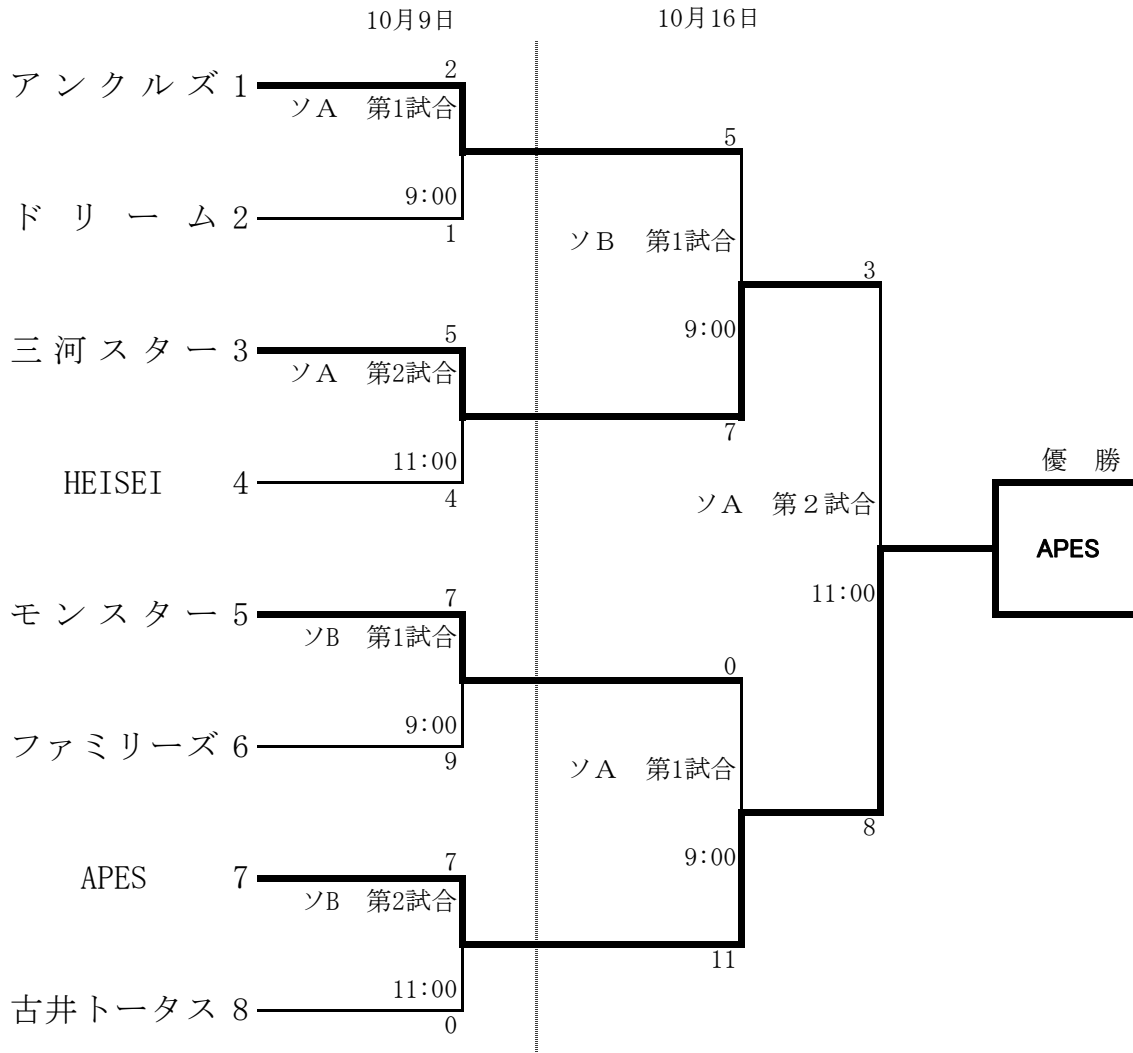 10月9日 10月16日
アンクルズ 1 2
ソA 第1試合
5
9:00
ドリーム 2 1
ソB 第1試合
3
三河スター 3 5
9:00
ソA 第2試合
7
11:00
HEISEI 4 4
優 勝
ソA 第2試合
APES
11:00
モンスター 5 7
ソB 第1試合
0
9:00
ファミリーズ 6 9
ソA 第1試合
8
9:00
APES 7 7
ソB 第2試合
11
11:00
古井トータス 8 0